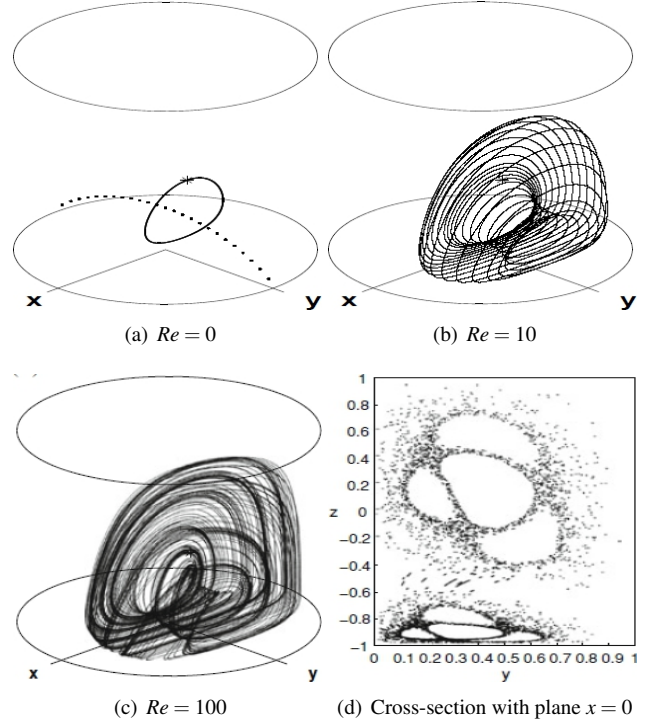 x y
x y
(a) Re = 0
(b) Re = 10
x y
(c) Re = 100
1
0.8
0.6
0.4
0.2
z 0
−0.2
−0.4
−0.6
−0.8
−1
0 0.1 0.2 0.3 0.4 0.5 0.6 0.7 0.8 0.9 1
y
(d) Cross-section with plane x = 0